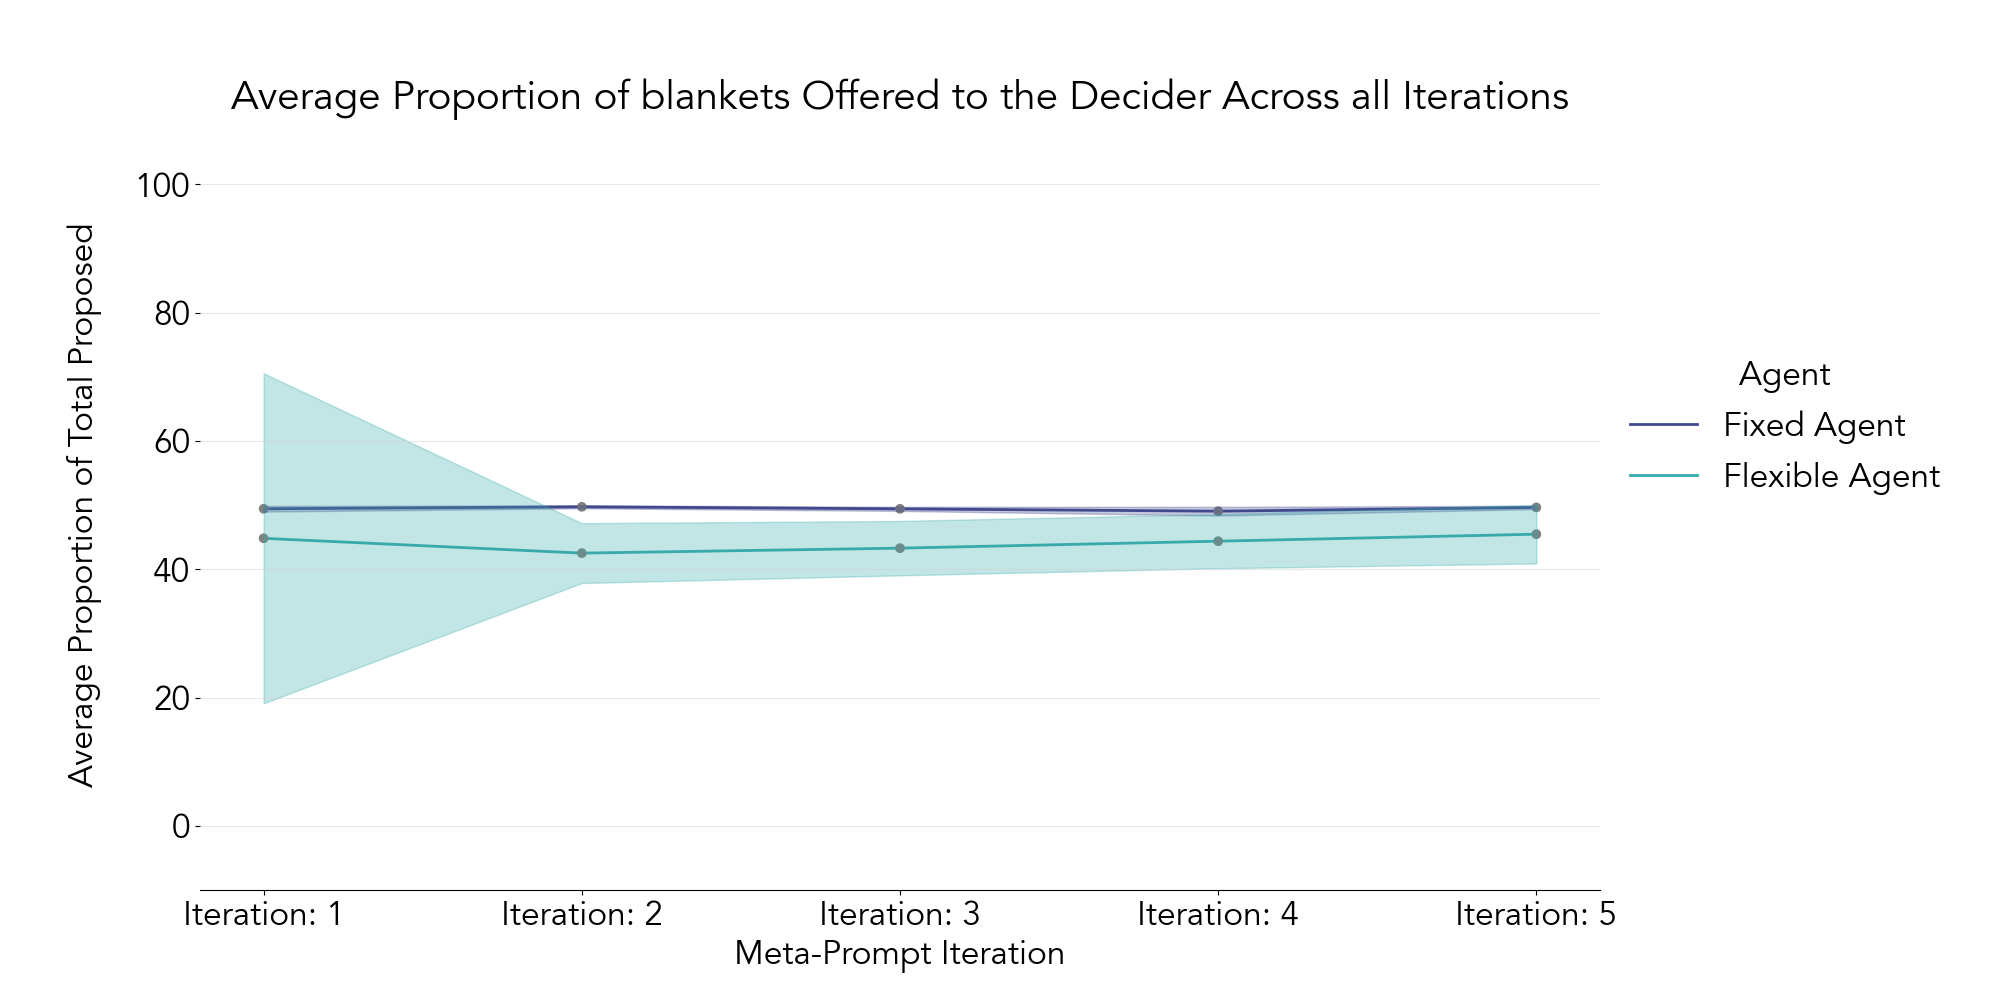 Average Proportion of blankets Offered to the Decider Across all Iterations
Average Proportion of Total Proposed
100
80
60
40
20
0
Agent
Fixed Agent
Flexible Agent
Iteration: 1
Iteration: 2
Iteration: 3
Iteration: 4
Iteration: 5
Meta-Prompt Iteration